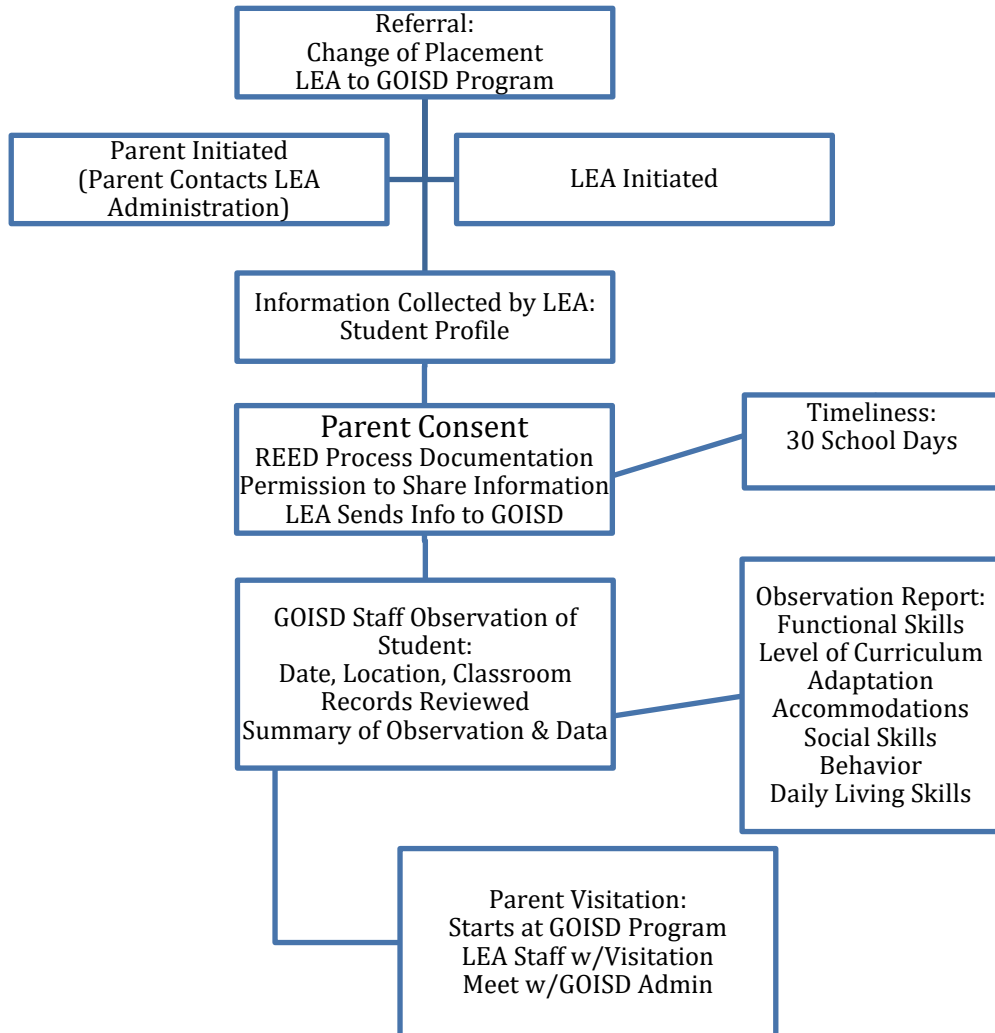 Referral:
Change of Placement
LEA to GOISD Program
Parent Initiated
(Parent Contacts LEA
Administration)
LEA Initiated
Information Collected by LEA:
Student Profile
Parent Consent
REED Process Documentation
Permission to Share Information
LEA Sends Info to GOISD
Timeliness:
30 School Days
GOISD Staff Observation of
Student:
Date, Location, Classroom
Records Reviewed
Summary of Observation & Data
Observation Report:
Functional Skills
Level of Curriculum
Adaptation
Accommodations
Social Skills
Behavior
Daily Living Skills
Parent Visitation:
Starts at GOISD Program
LEA Staff w/Visitation
Meet w/GOISD Admin